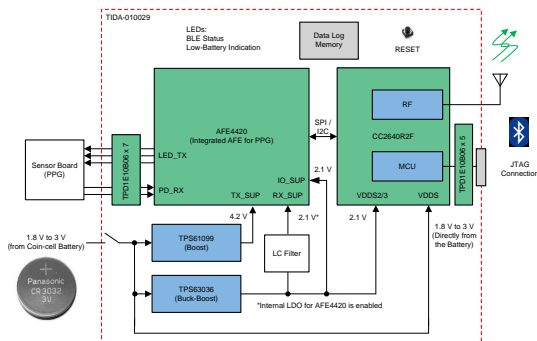 TIDA-010029
LEDs:
BLE Status
Low-Battery Indication
Data Log
Memory
RESET
AFE4420
(Integrated AFE for PPG)
SPI /
I2C
RF
CC2640R2F
MCU
TPD1E10B06 x 5
JTAG
Connectior
Sensor Board
(PPG)
TPD1E10B06 x 7
LED_TX
PD_RX
IO_SUP
TX_SUP
RX_SUP
2.1 V
VDDS2/3
VDDS
4.2 V
2.1 V*
2.1 V
1.8 V to 3 V
(from Coin-cell Battery)
1.8 V to 3 V
(Directly from
the Battery)
TPS61099
(Boost)
LC Filter
TPS63036
(Buck-Boost)
*Internal LDO for AFE4420 is enabled
+
Panasonic
CR3032
3V